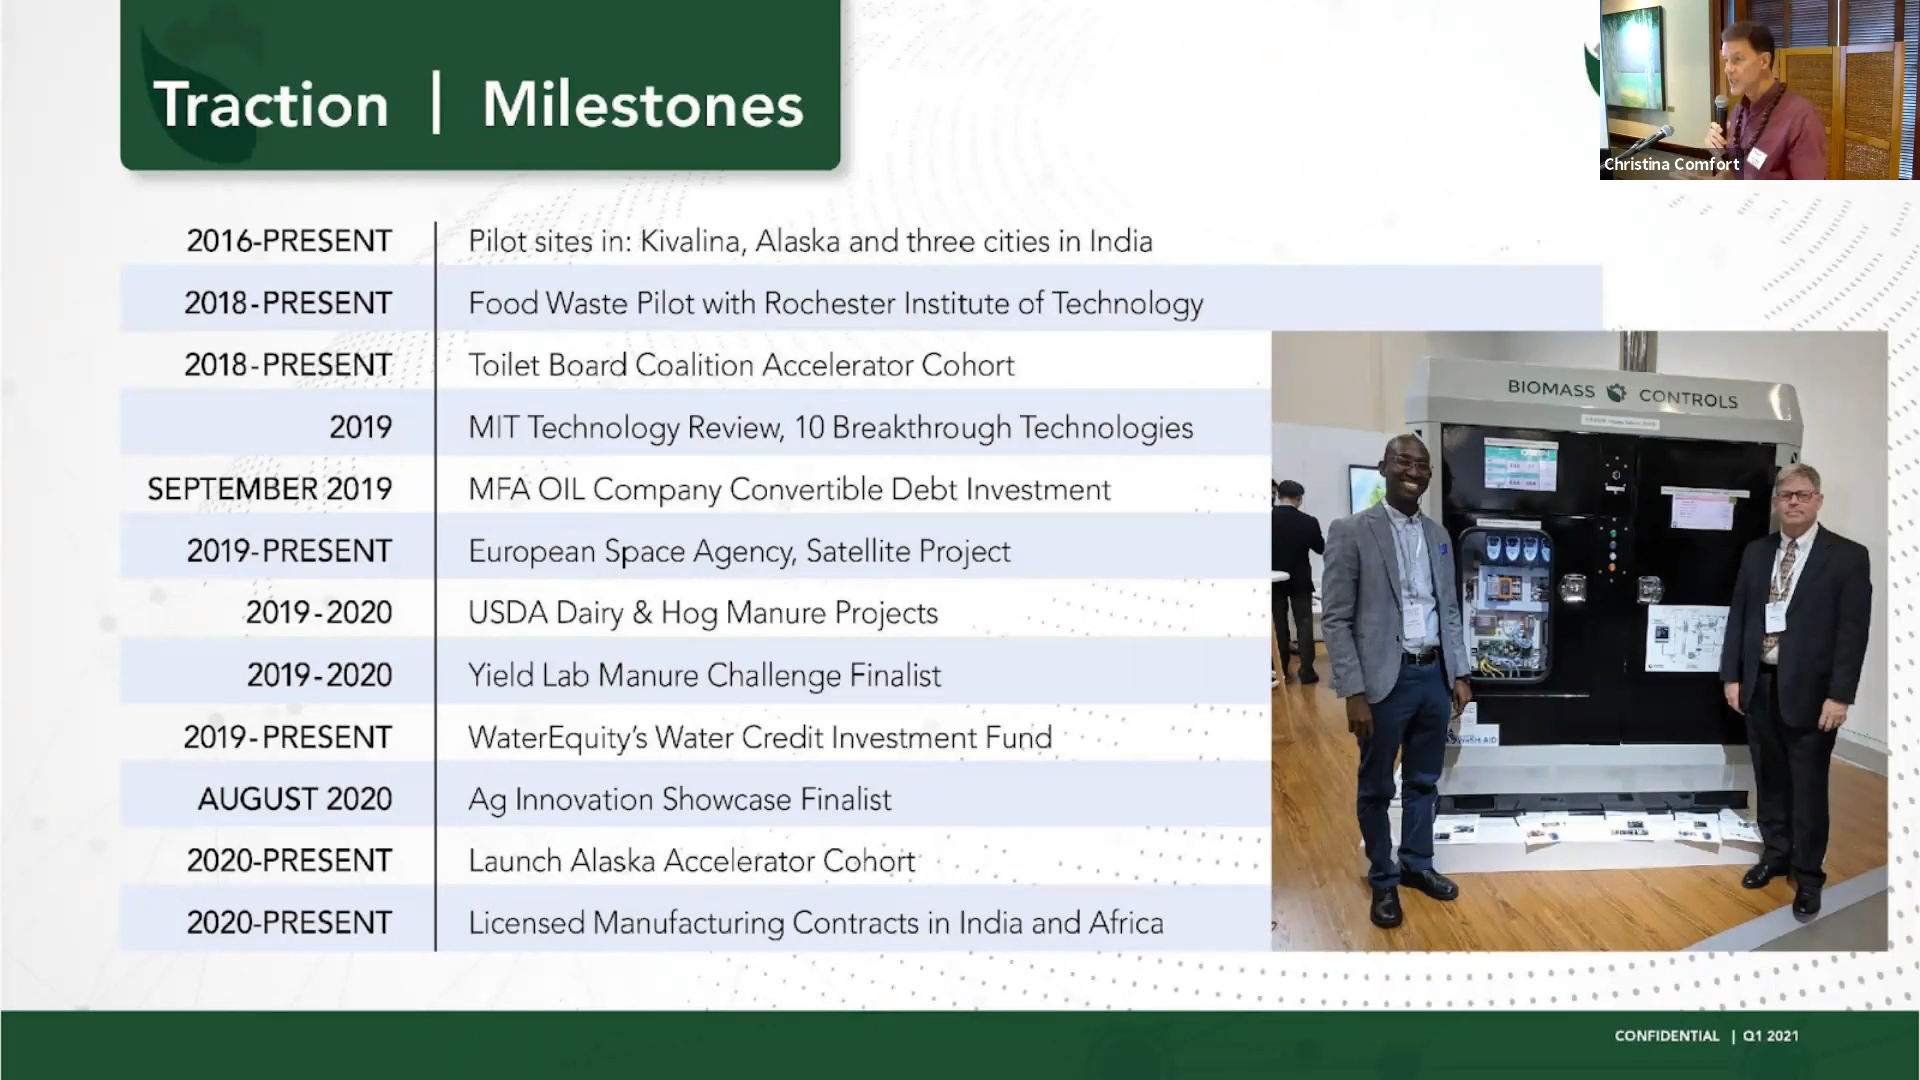 Traction | Milestones
Christina Comfort
2016-PRESENT Pilot sites in: Kivalina, Alaska and three cities in India
2018-PRESENT Food Waste Pilot with Rochester Institute of Technology
2018-PRESENT Toilet Board Coalition Accelerator Cohort
2019 MIT Technology Review, 10 Breakthrough Technologies
SEPTEMBER 2019 MFA OIL Company Convertible Debt Investment
2019-PRESENT European Space Agency, Satellite Project
2019-2020 USDA Dairy & Hog Manure Projects
2019-2020 Yield Lab Manure Challenge Finalist
2019-PRESENT WaterEquity's Water Credit Investment Fund
AUGUST 2020 Ag Innovation Showcase Finalist
2020-PRESENT Launch Alaska Accelerator Cohort
2020-PRESENT Licensed Manufacturing Contracts in India and Africa
BIOMASS CONTROLS
CONFIDENTIAL | Q1 2021